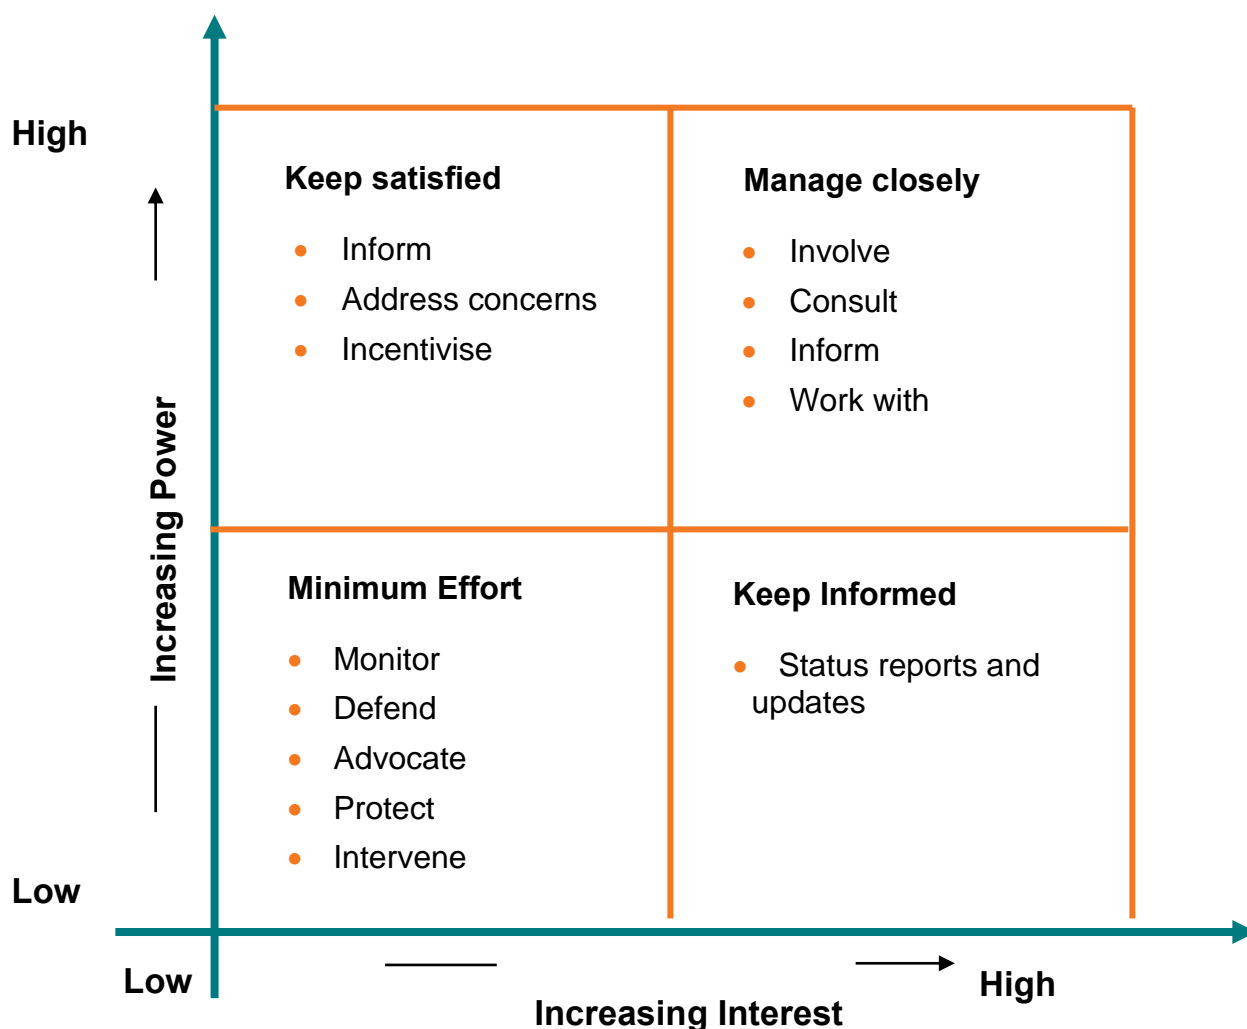 High
Keep satisfied
• Inform
• Address concerns
• Incentivise
Manage closely
• Involve
• Consult
• Inform
• Work with
Increasing Power
Minimum Effort
• Monitor
• Defend
• Advocate
• Protect
• Intervene
Keep Informed
• Status reports and
updates
Low
Low
Increasing Interest
High